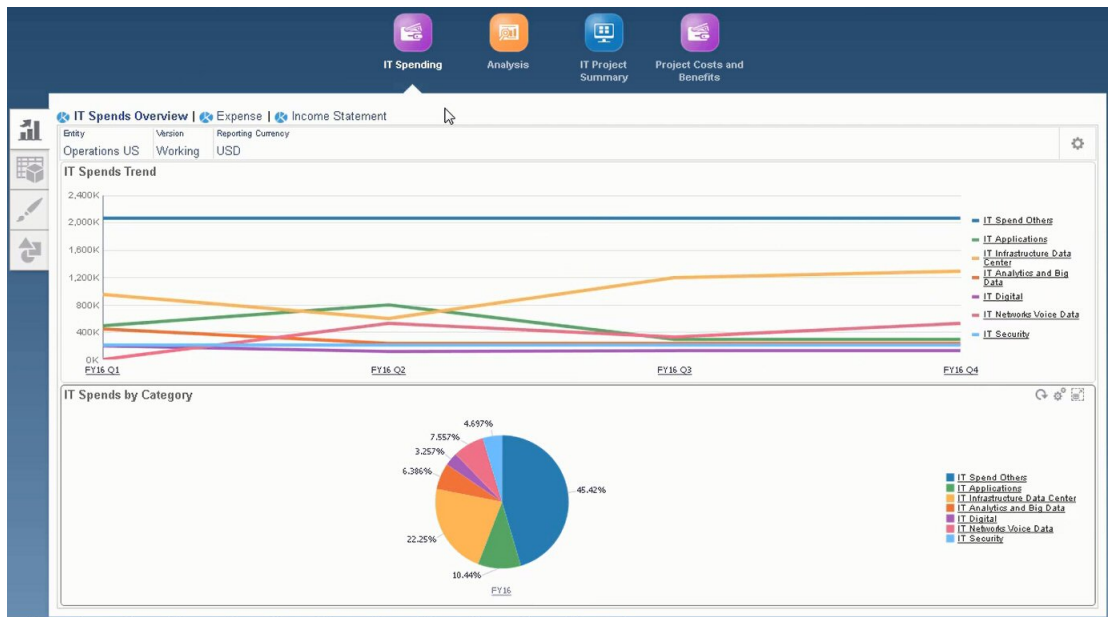 IT Spending
Analysis
IT Project
Summary
Project Costs and
Benefits
IT Spends Overview | Expense | Income Statement
Entity Version Reporting Currency
Operations US Working USD
IT Spends Trend
2,400K
2,000K
1,600K
1,200K
800K
400K
0K
FY16 Q1 FY16 Q2 FY16 Q3 FY16 Q4
IT Spend Others
IT Applications
IT Infrastructure Data
Center
IT Analytics and Big
Data
IT Digital
IT Networks Voice Data
IT Security
IT Spends by Category
4.697%
7.557%
3.257%
6.386%
45.42%
22.25%
10.44%
FY16
IT Spend Others
IT Applications
IT Infrastructure Data Center
IT Analytics and Big Data
IT Digital
IT Networks Voice Data
IT Security